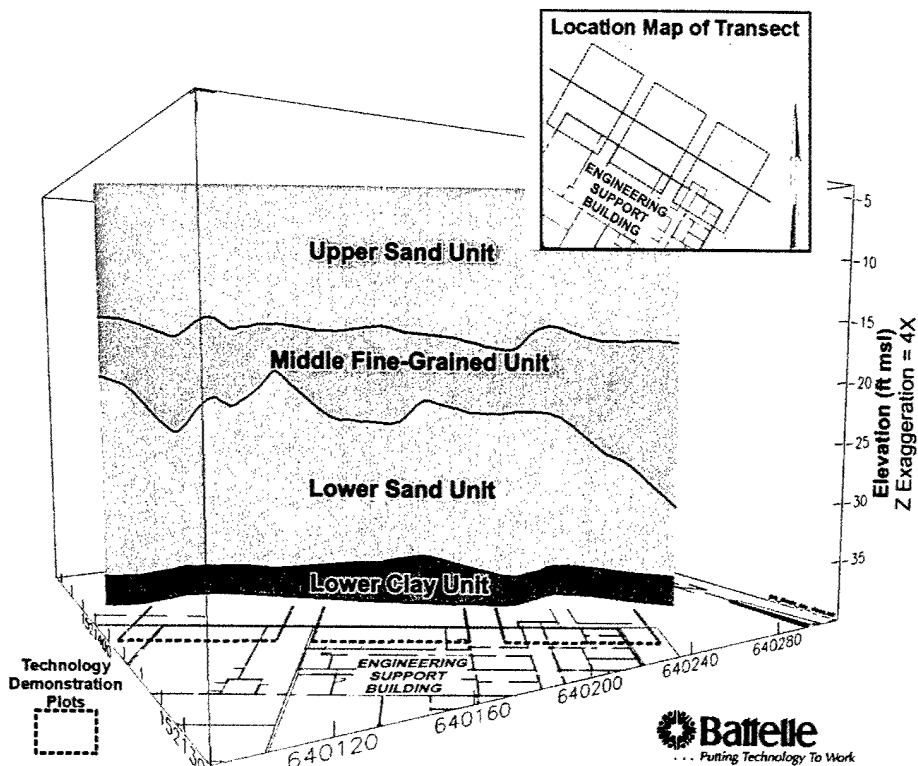 Location Map of Transect
ENGINEERING
SUPPORT
BUILDING
Upper Sand Unit
Middle Fine-Grained Unit
Lower Sand Unit
Lower Clay Unit
-5
-10
-15
-20
-25
-30
-35
Elevation (ft msl)
Z Exaggeration = 4X
ENGINEERING
SUPPORT
BUILDING
640120
640160
640200
640240
640280
Technology
Demonstration
Plots
Battelle
... Putting Technology To Work